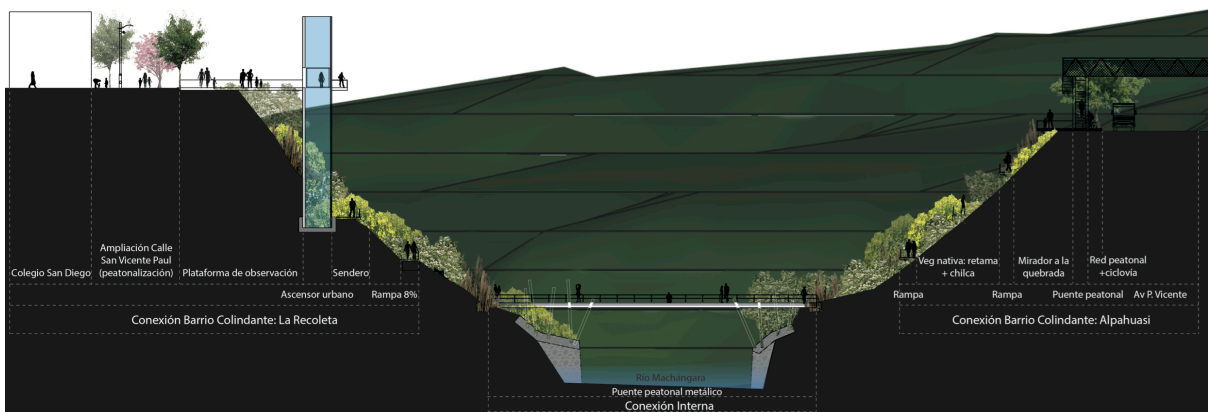 Colegio San Diego
Ampliación Calle
San Vicente Paul
(peatonalización)
Plataforma de observación
Ascensor urbano
Sendero
Rampa 8%
Conexión Barrio Colindante: La Recoleta
Río Machángara
Puente peatonal metálico
Conexión Interna
Rampa
Veg nativa: retama
+ chilca
Rampa
Mirador a la
quebrada
Puente peatonal
Red peatonal
+ciclovía
Av P. Vicente
Conexión Barrio Colindante: Alpahuasi